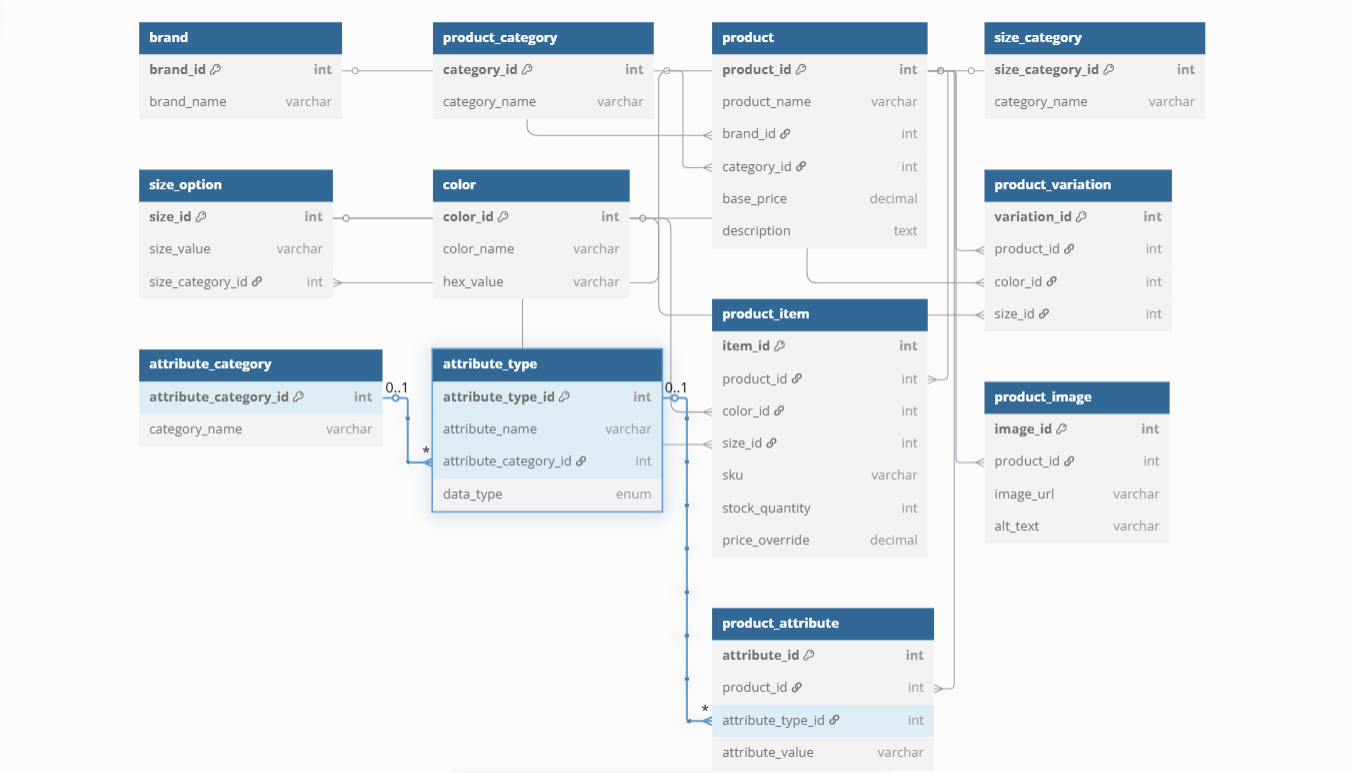 brand
brand_id int
brand_name varchar
product_category
category_id int
category_name varchar
product
product_id int
product_name varchar
brand_id int
category_id int
base_price decimal
description text
size_category
size_category_id int
category_name varchar
size_option
size_id int
size_value varchar
size_category_id int
color
color_id int
color_name varchar
hex_value varchar
product_variation
variation_id int
product_id int
color_id int
size_id int
attribute_category
attribute_category_id int
category_name varchar
0..1
*
attribute_type
attribute_type_id int
attribute_name varchar
attribute_category_id int
data_type enum
0..1
*
product_item
item_id int
product_id int
color_id int
size_id int
sku varchar
stock_quantity int
price_override decimal
product_image
image_id int
product_id int
image_url varchar
alt_text varchar
product_attribute
attribute_id int
product_id int
attribute_type_id int
attribute_value varchar